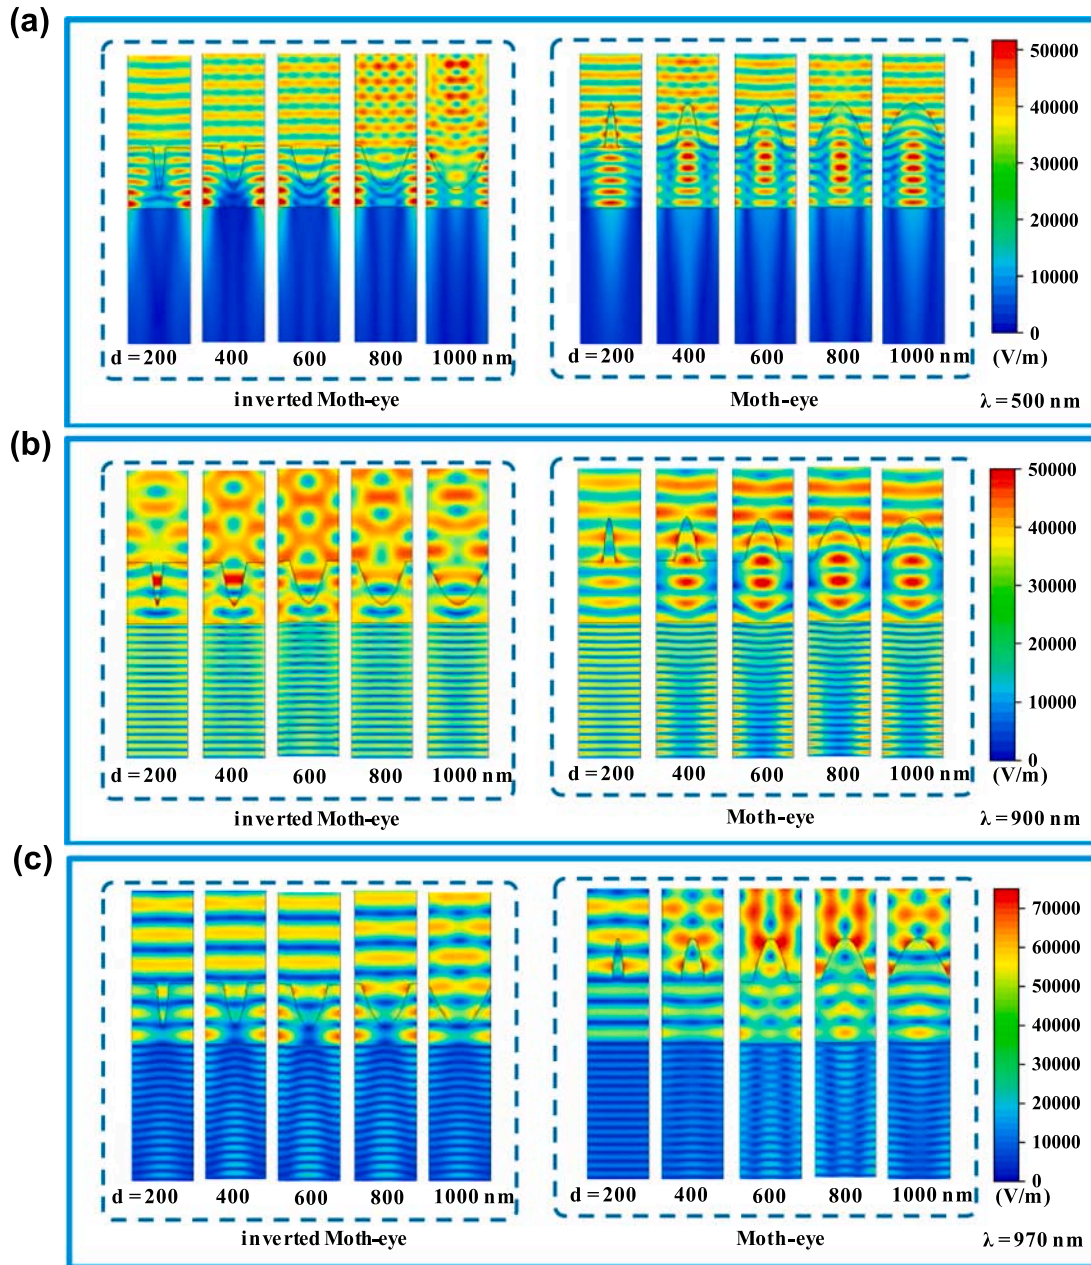 (a)
50000
40000
30000
20000
10000
0
d = 200 400 600 800 1000 nm
d = 200 400 600 800 1000 nm
(V/m)
inverted Moth-eye
Moth-eye
λ = 500 nm
(b)
50000
40000
30000
20000
10000
0
d = 200 400 600 800 1000 nm
d = 200 400 600 800 1000 nm
(V/m)
inverted Moth-eye
Moth-eye
λ = 900 nm
(c)
70000
60000
50000
40000
30000
20000
10000
0
d = 200 400 600 800 1000 nm
d = 200 400 600 800 1000 nm
(V/m)
inverted Moth-eye
Moth-eye
λ = 970 nm